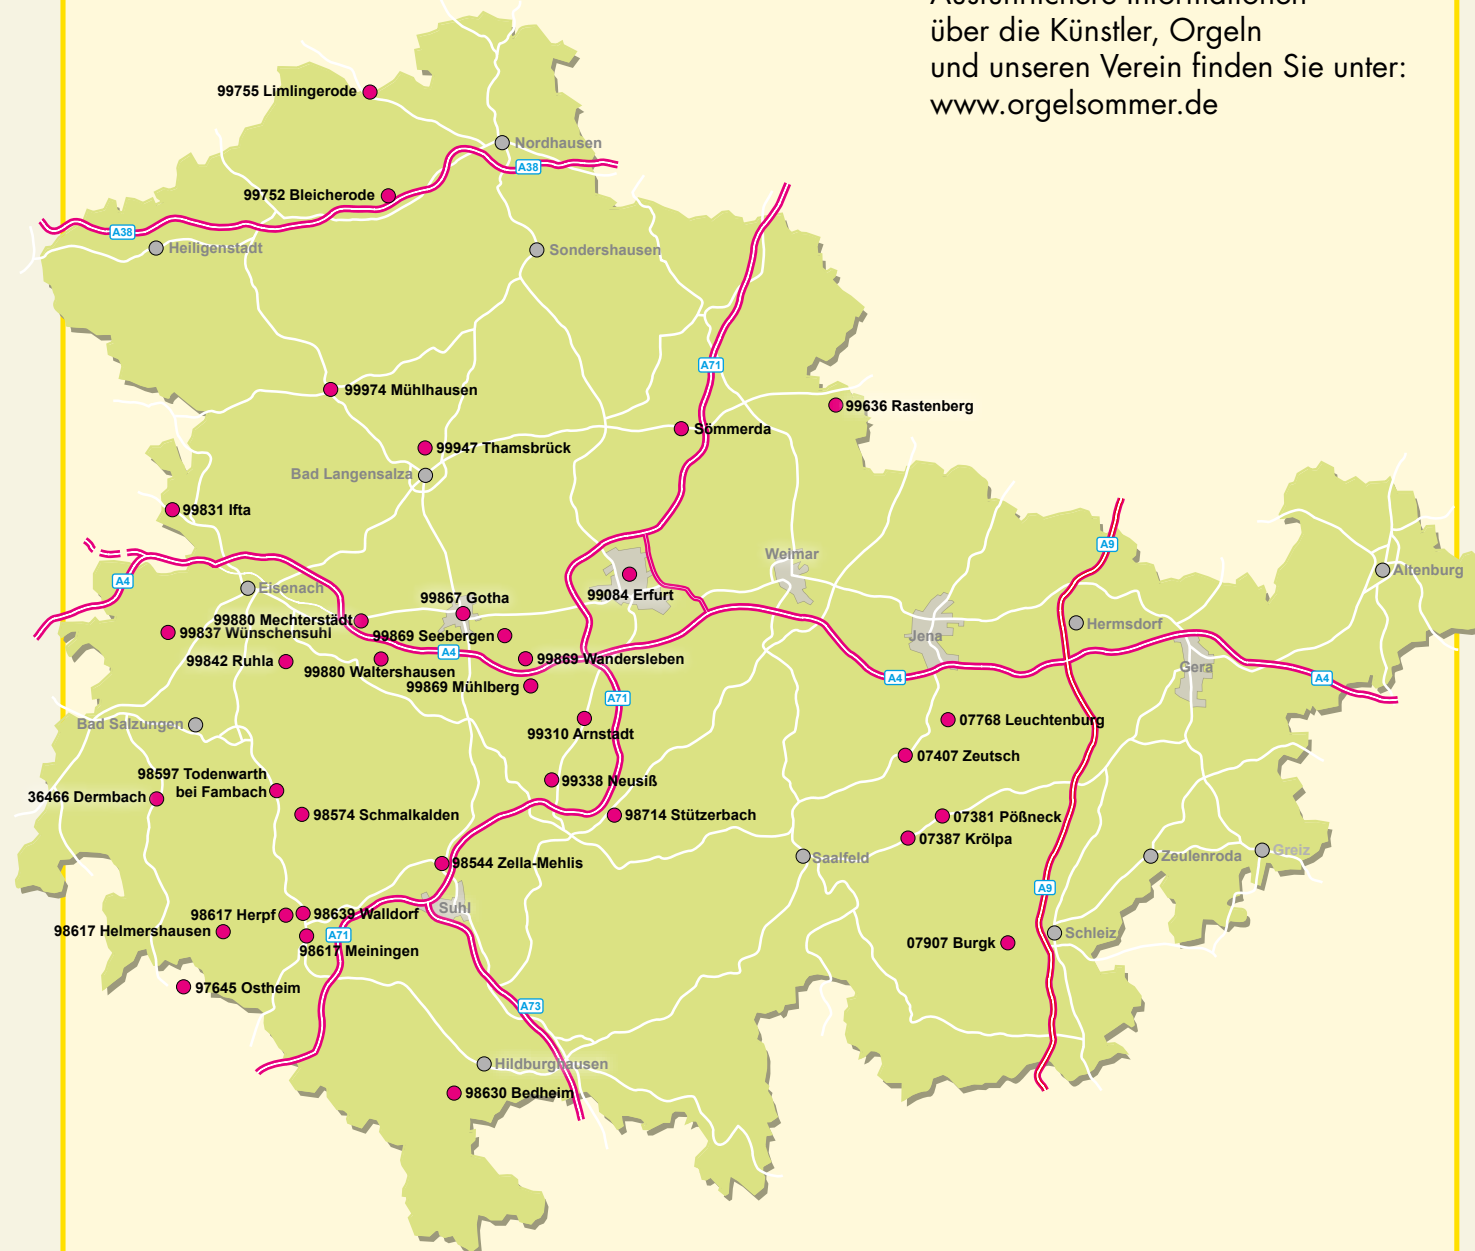 Ausführlichere Informationen
über die Künstler, Orgeln
und unseren Verein finden Sie unter:
www.orgelsommer.de
99755 Limlingerode
Nordhausen
A38
99752 Bleicherode
A38
Heiligenstadt
Sondershausen
A71
99974 Mühlhausen
99636 Rastenberg
Sömmerda
99947 Thamsbrück
Bad Langensalza
99831 Ifta
A9
Weimar
Altenburg
A4
Eisenach
99867 Gotha
99084 Erfurt
99880 Mechterstädt
Hermsdorf
99837 Wünschensuhl
99869 Seebergen
Jena
A4
99842 Ruhla
99869 Wandersleben
Gera
99880 Waltershausen
A4
A4
99869 Mühlberg
A71
Bad Salzungen
07768 Leuchtenburg
99310 Arnstadt
07407 Zeutsch
98597 Todenwarth
bei Fambach
99338 Neusiß
36466 Dermbach
98574 Schmalkalden
98714 Stützerbach
07381 Pößneck
07387 Krölpa
Saalfeld
Zeulenroda
Greiz
98544 Zella-Mehlis
A9
Suhl
98617 Herpf
98639 Walldorf
98617 Helmershausen
A71
Schleiz
07907 Burgk
98617 Meiningen
97645 Ostheim
A73
Hildburghausen
98630 Bedheim